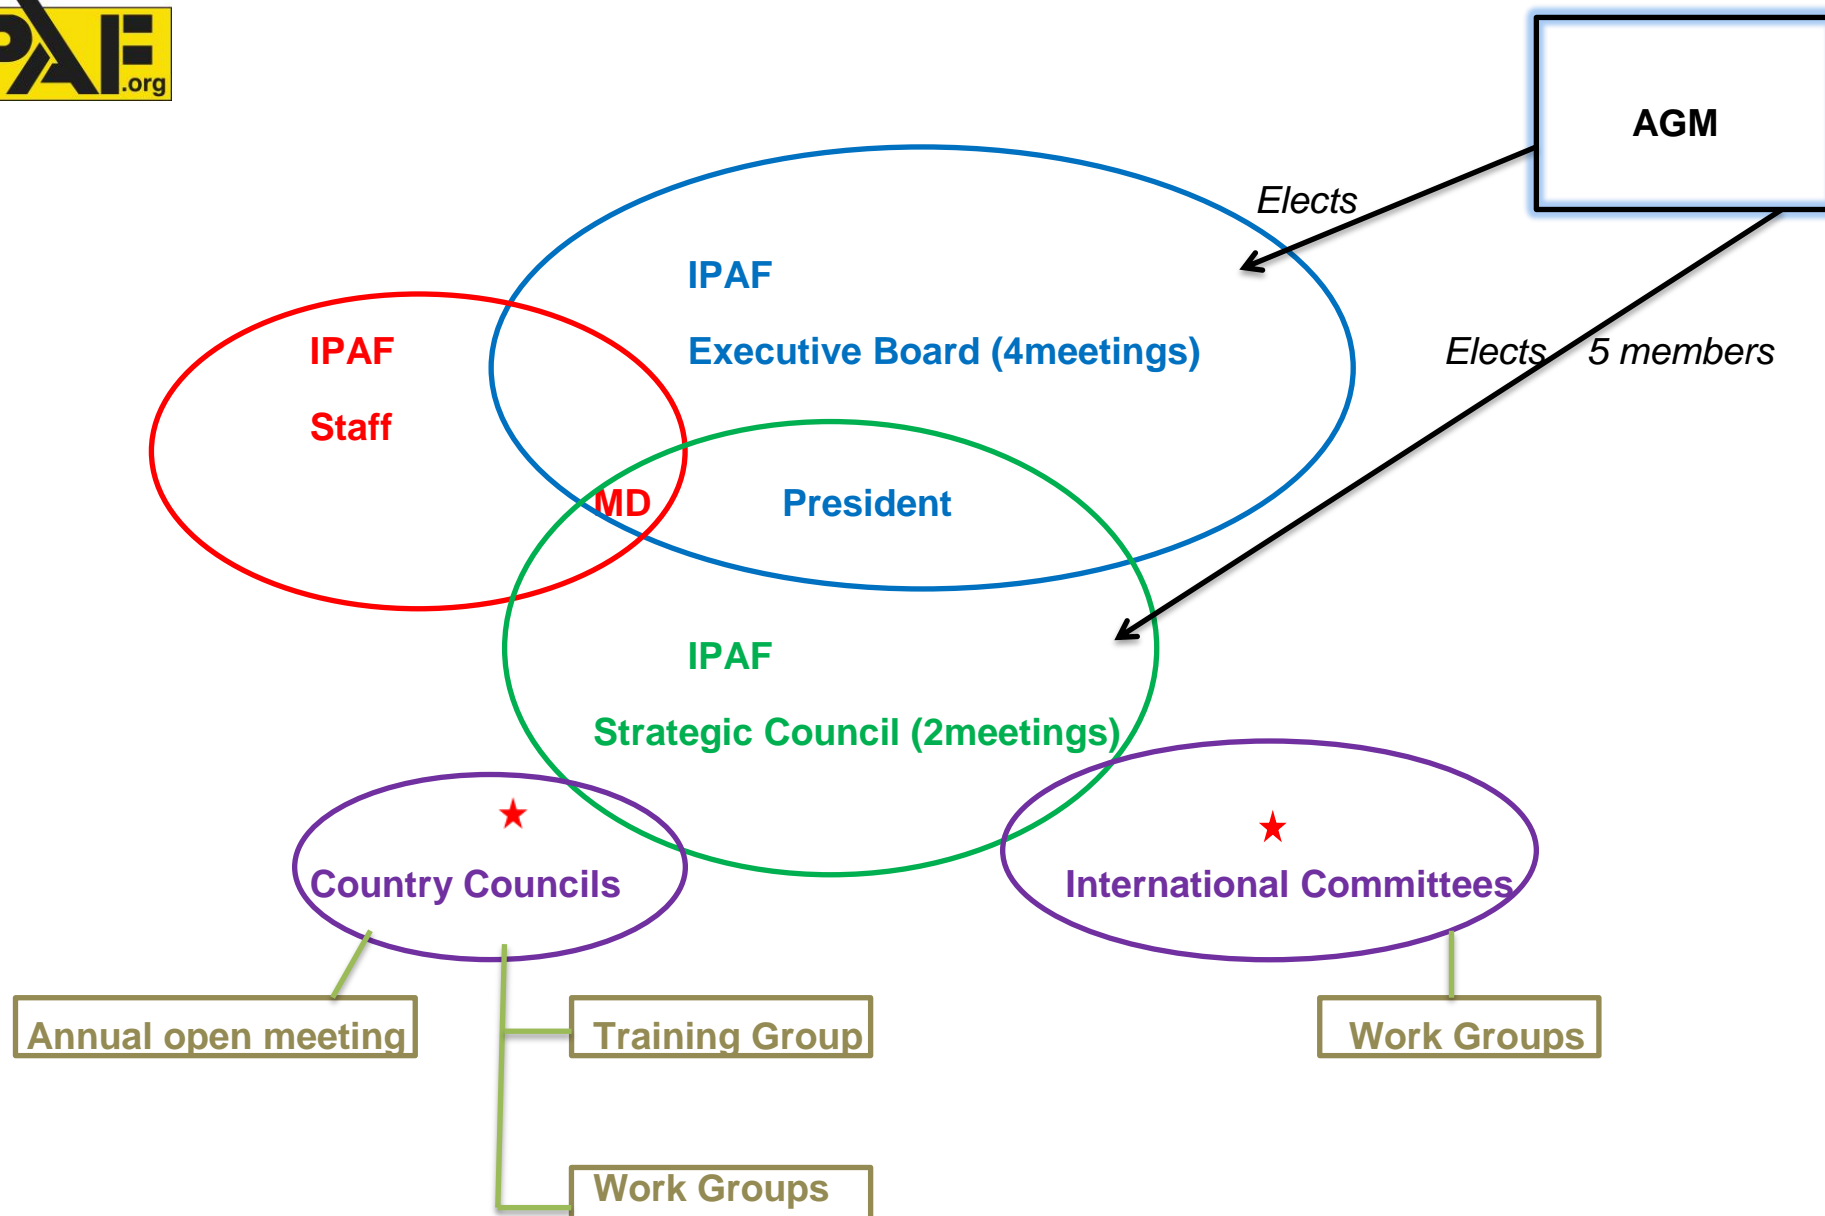 PAF
.org
AGM
Elects
IPAF
Executive Board (4meetings)
IPAF
Staff
Elects 5 members
MD
President
IPAF
Strategic Council (2meetings)
Country Councils
International Committees
Annual open meeting
Training Group
Work Groups
Work Groups